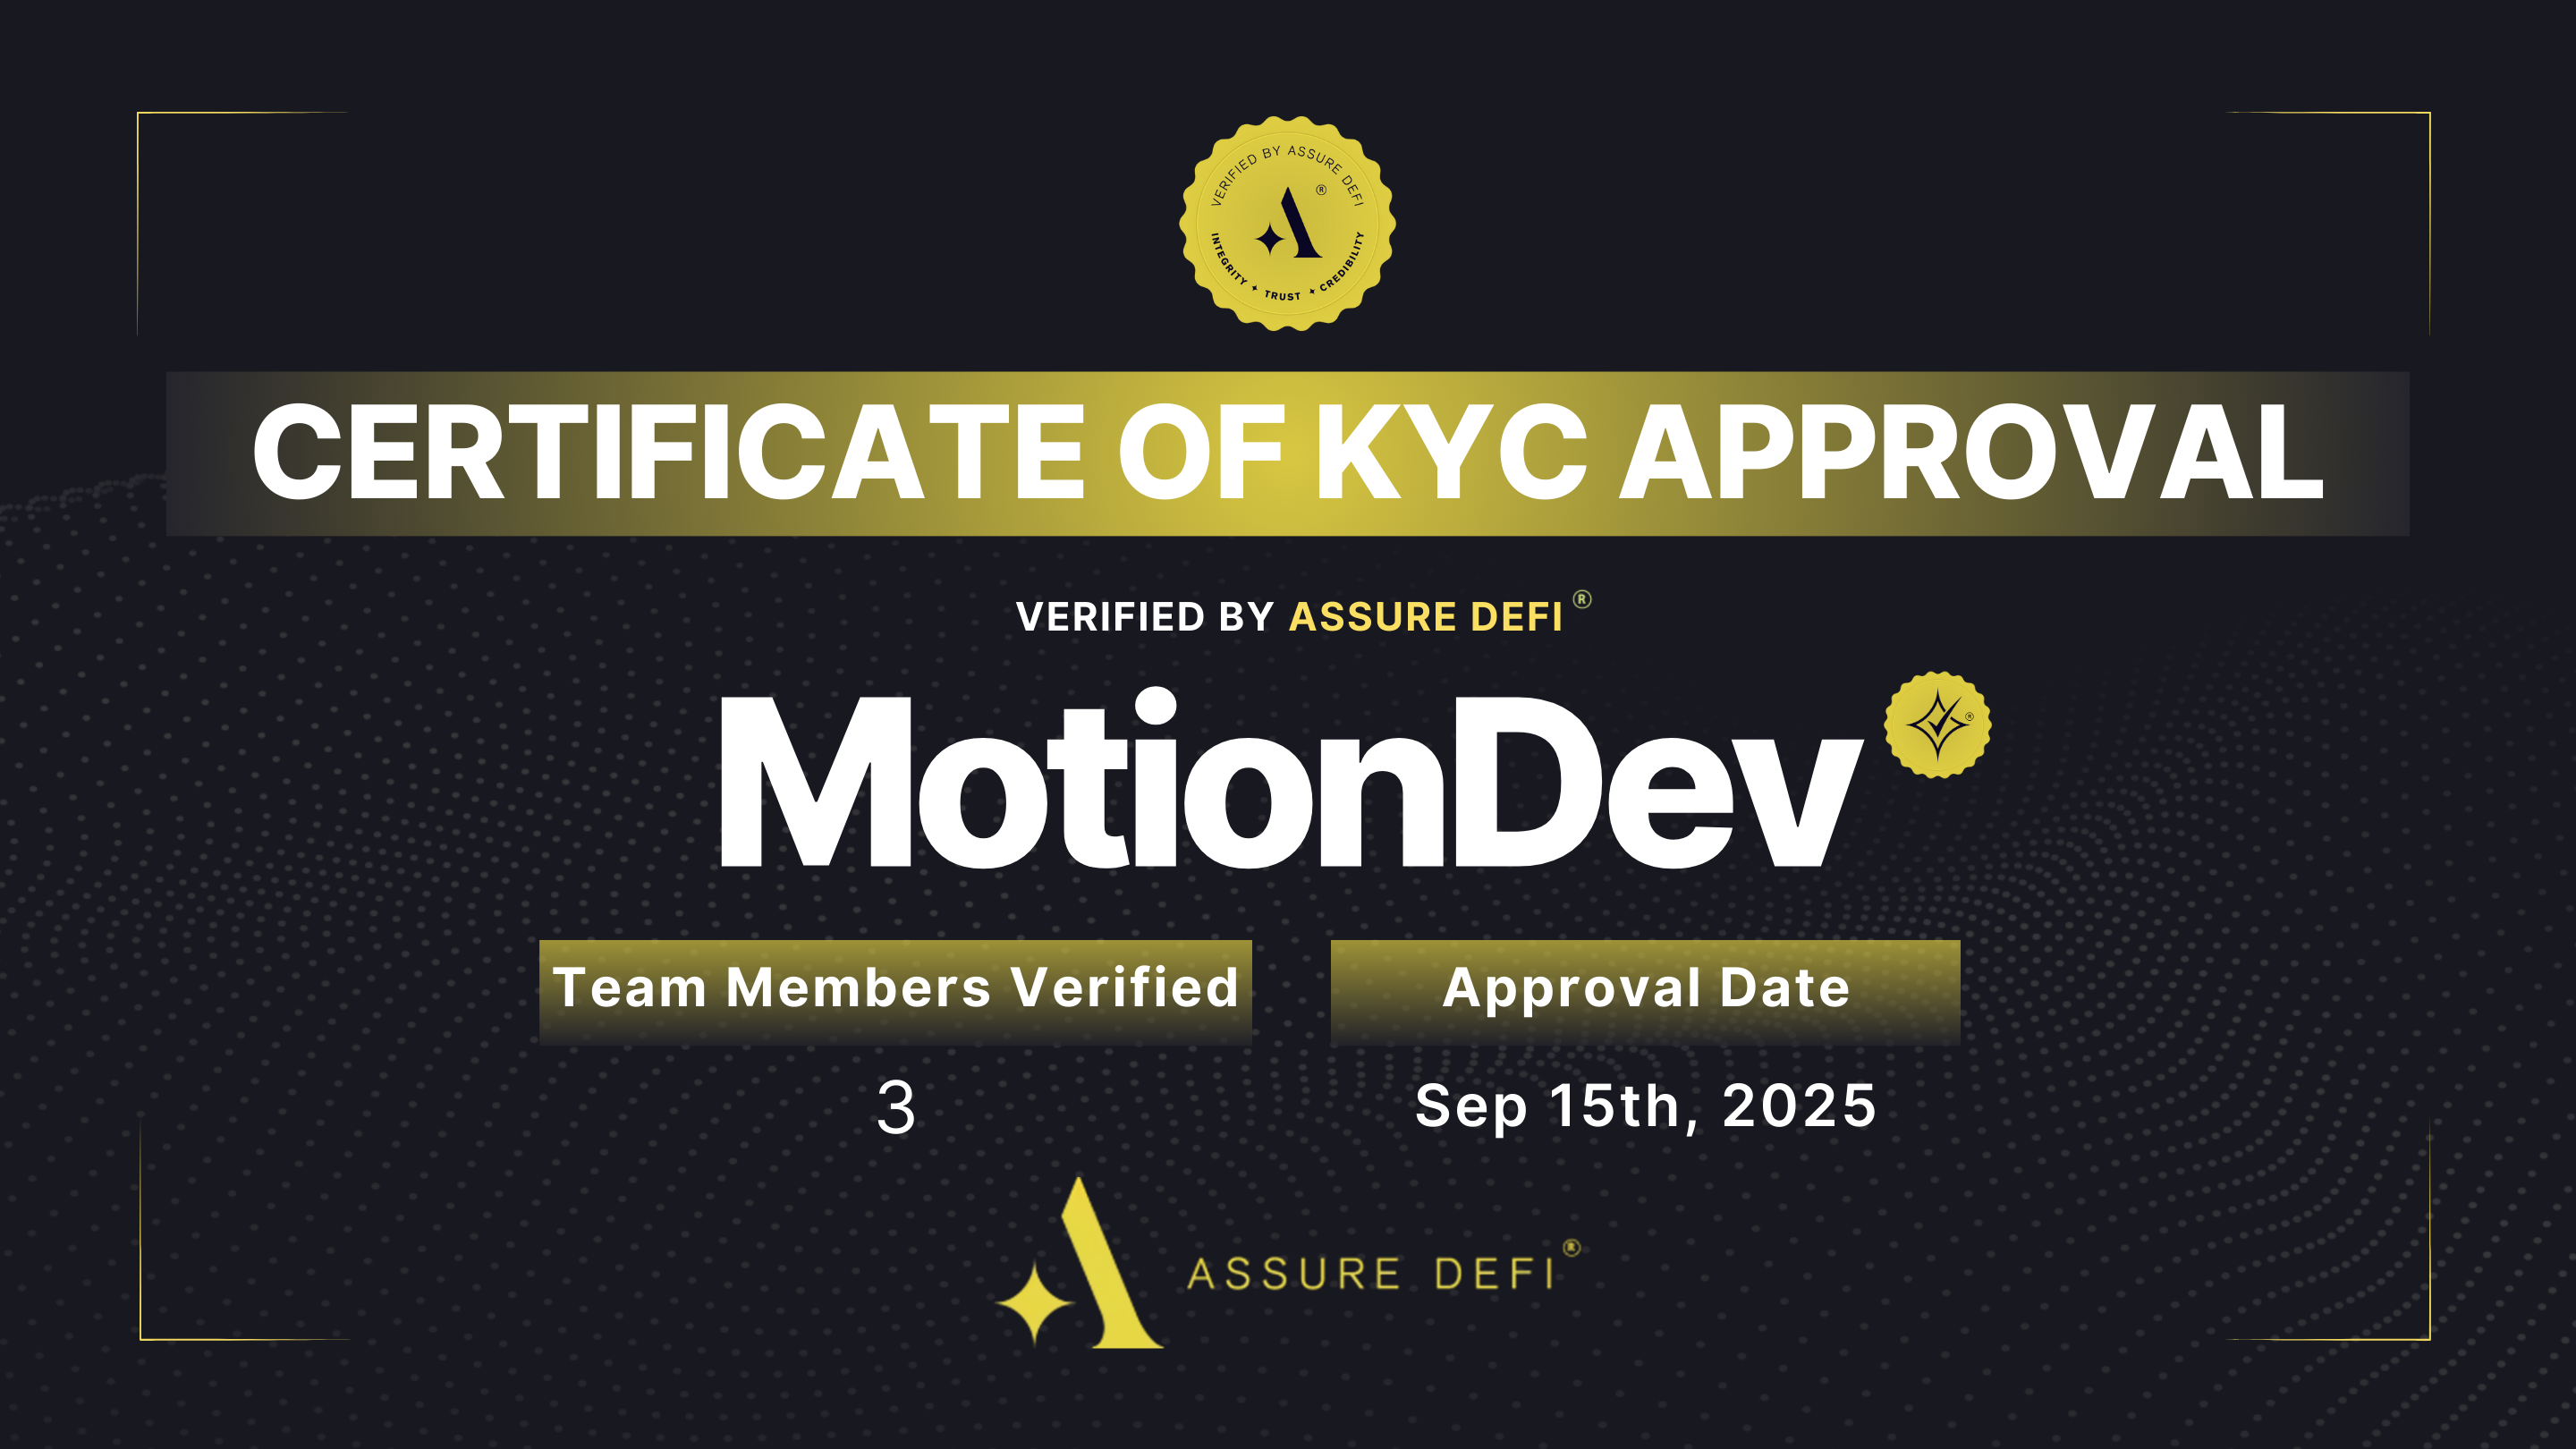 VERIFIED BY ASSURE DEFI
®
INTEGRITY ✦ TRUST ✦ CREDIBILITY
CERTIFICATE OF KYC APPROVAL
VERIFIED BY ASSURE DEFI®
MotionDev
®
Team Members Verified
Approval Date
3
Sep 15th, 2025
ASSURE DEFI®